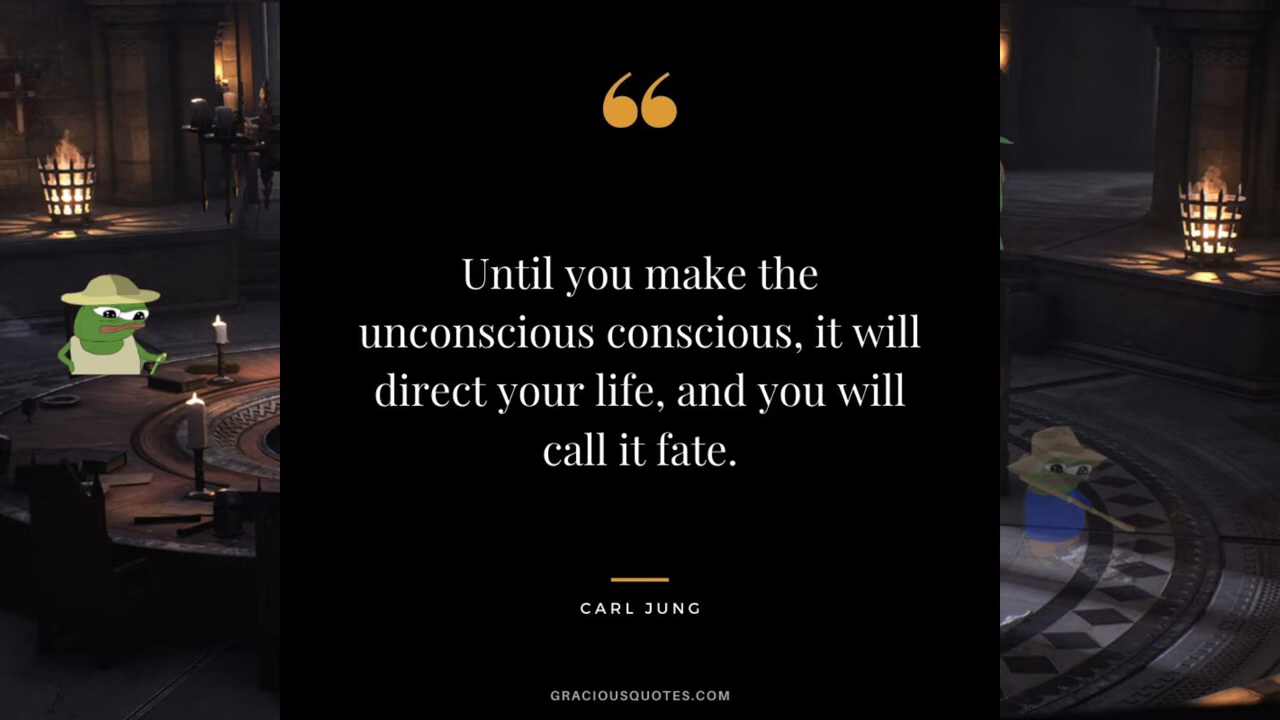 “
Until you make the
unconscious conscious, it will
direct your life, and you will
call it fate.
CARL JUNG
GRACIOUSQUOTES.COM